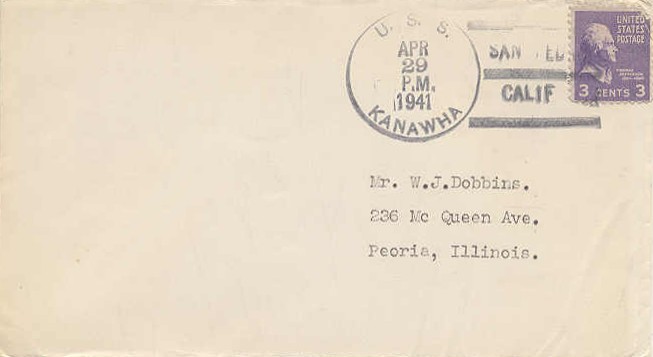 U. S. S.
APR
29
P.M.
1941
KANAWHA
SAN
CALIF
UNITED
STATES
POSTAGE
3 CENTS 3
Mr. W.J.Dobbins.
236 Mc Queen Ave.
Peoria, Illinois.